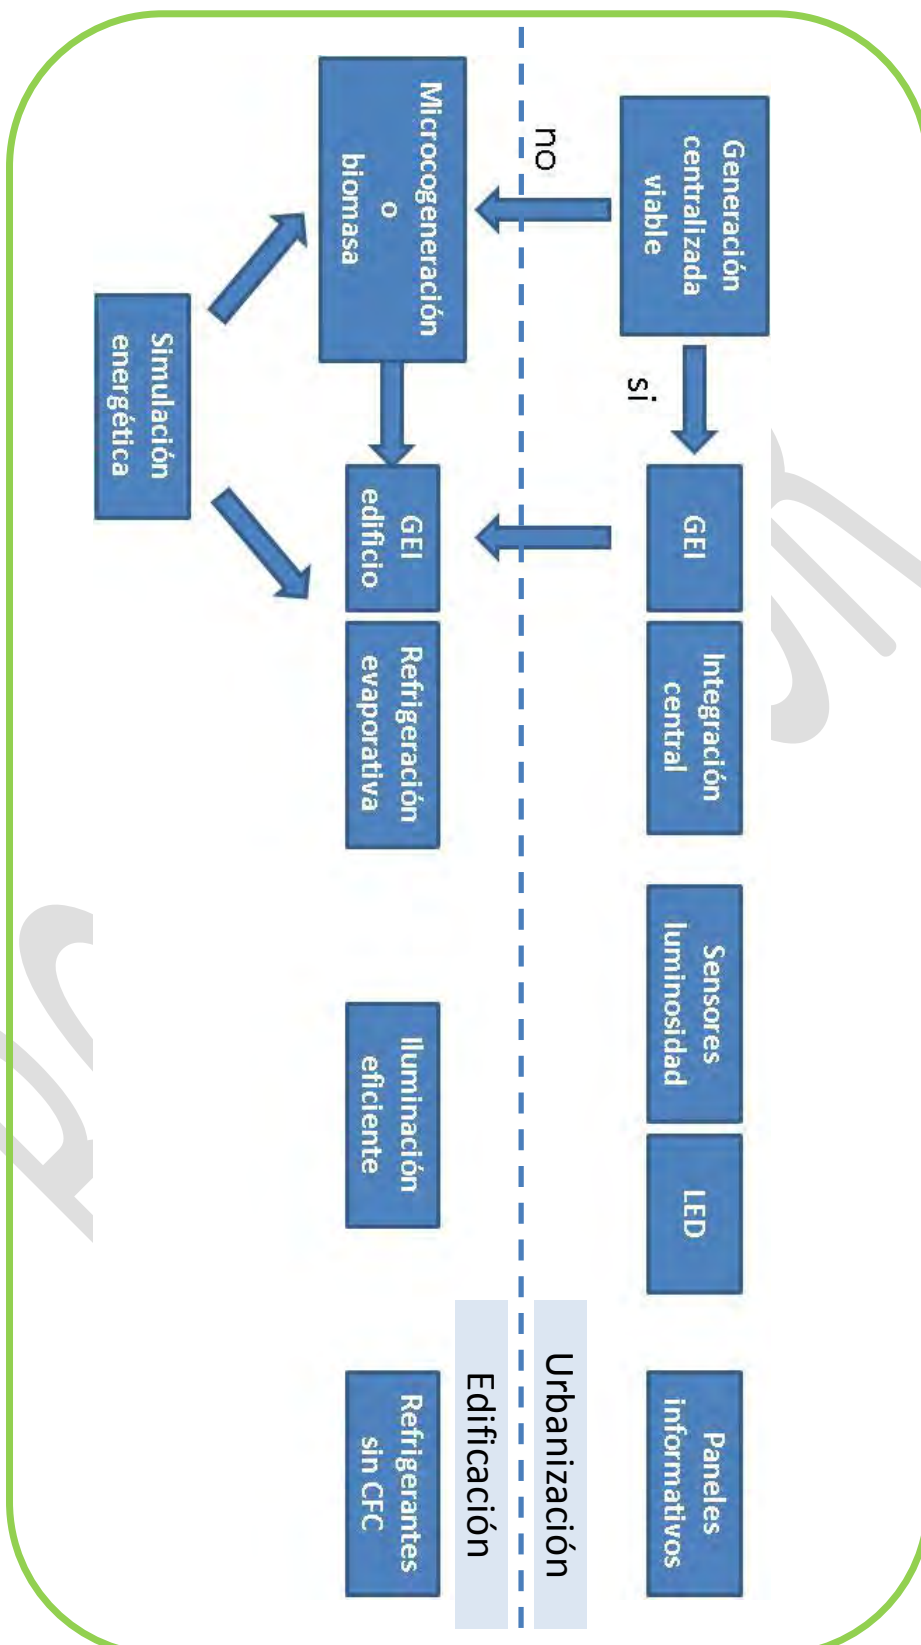 Generación
centralizada
viable
si
GEI
Integración
central
Sensores
luminosidad
LED
Paneles
informativos
no
Urbanización
Edificación
Microcogeneración
o
biomasa
GEI
edificio
Refrigeración
evaporativa
Iluminación
eficiente
Refrigerantes
sin CFC
Simulación
energética